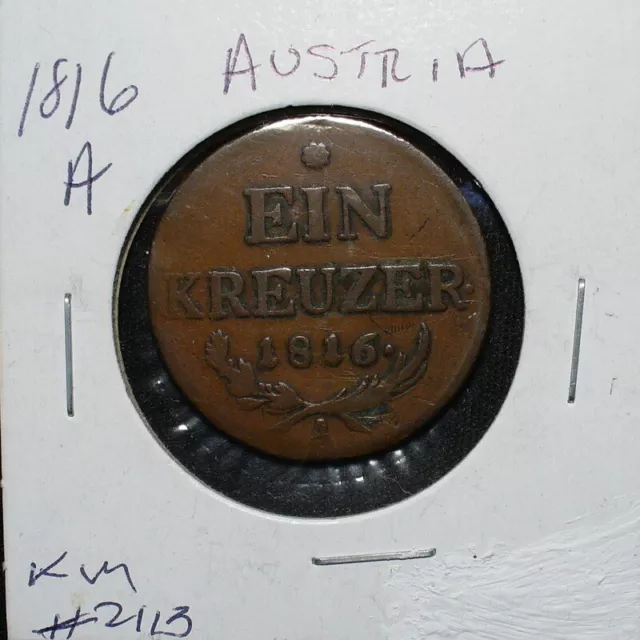 1816 AUSTRIA
A
EIN
KREUZER.
1816.
A
KM
#2113